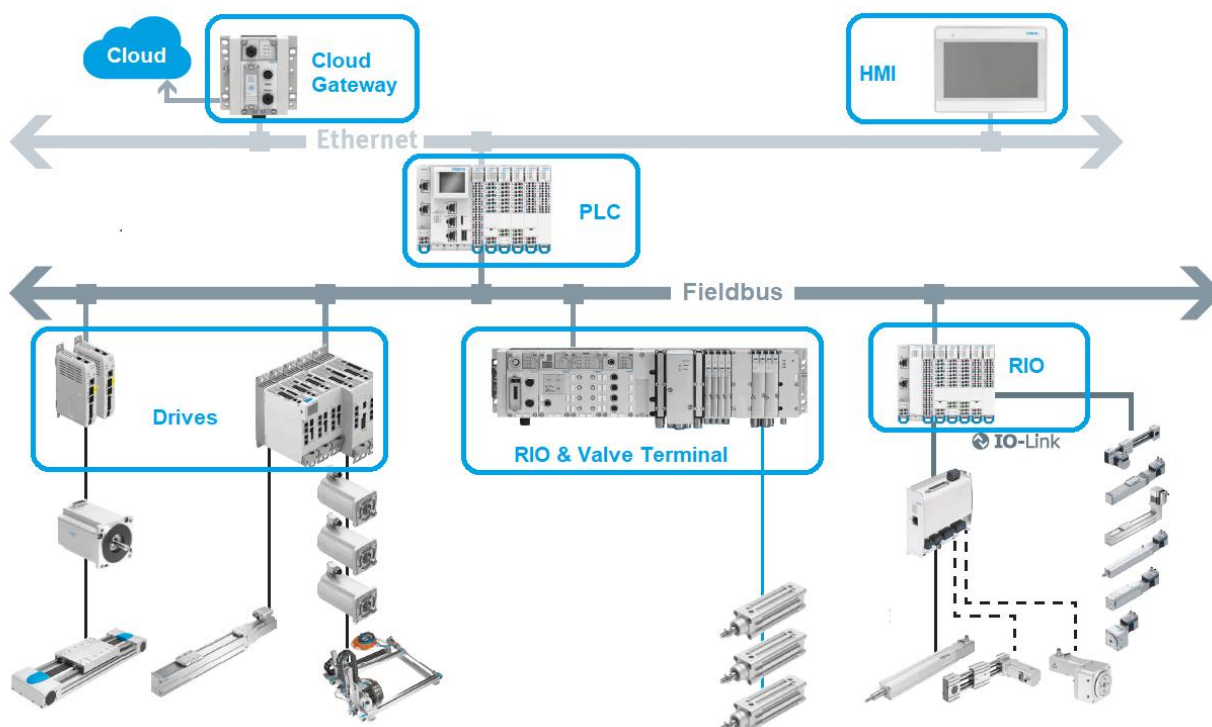 Cloud
Cloud
Gateway
HMI
Ethernet
PLC
Fieldbus
Drives
RIO & Valve Terminal
RIO
IO-Link